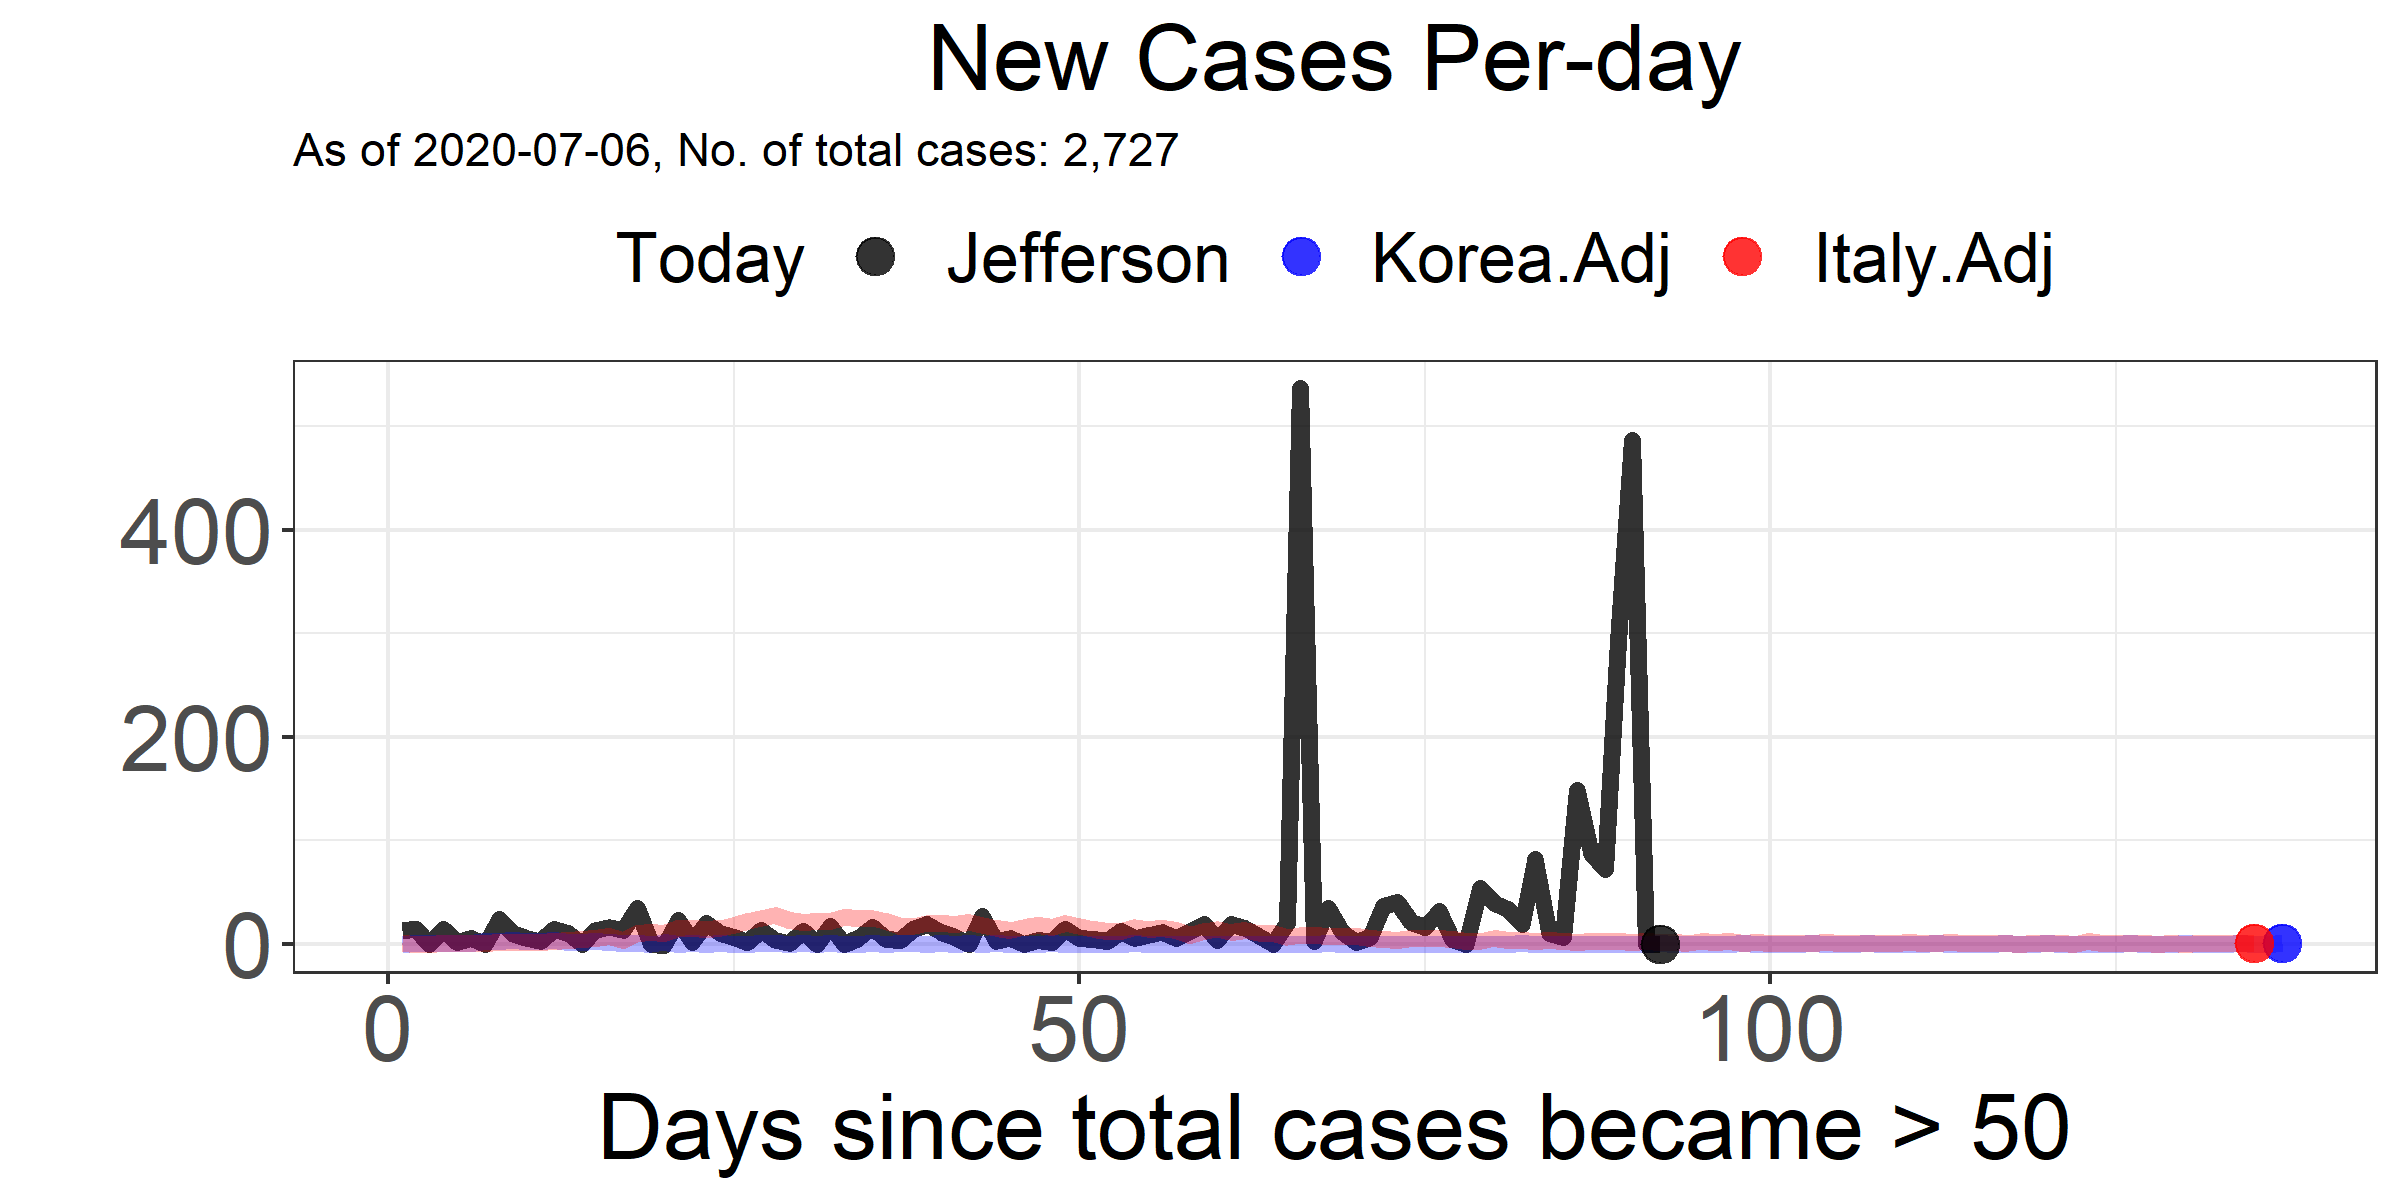 New Cases Per-day
As of 2020-07-06, No. of total cases: 2,727
Today Jefferson Korea.Adj Italy.Adj
400
200
0
0 50 100
Days since total cases became > 50